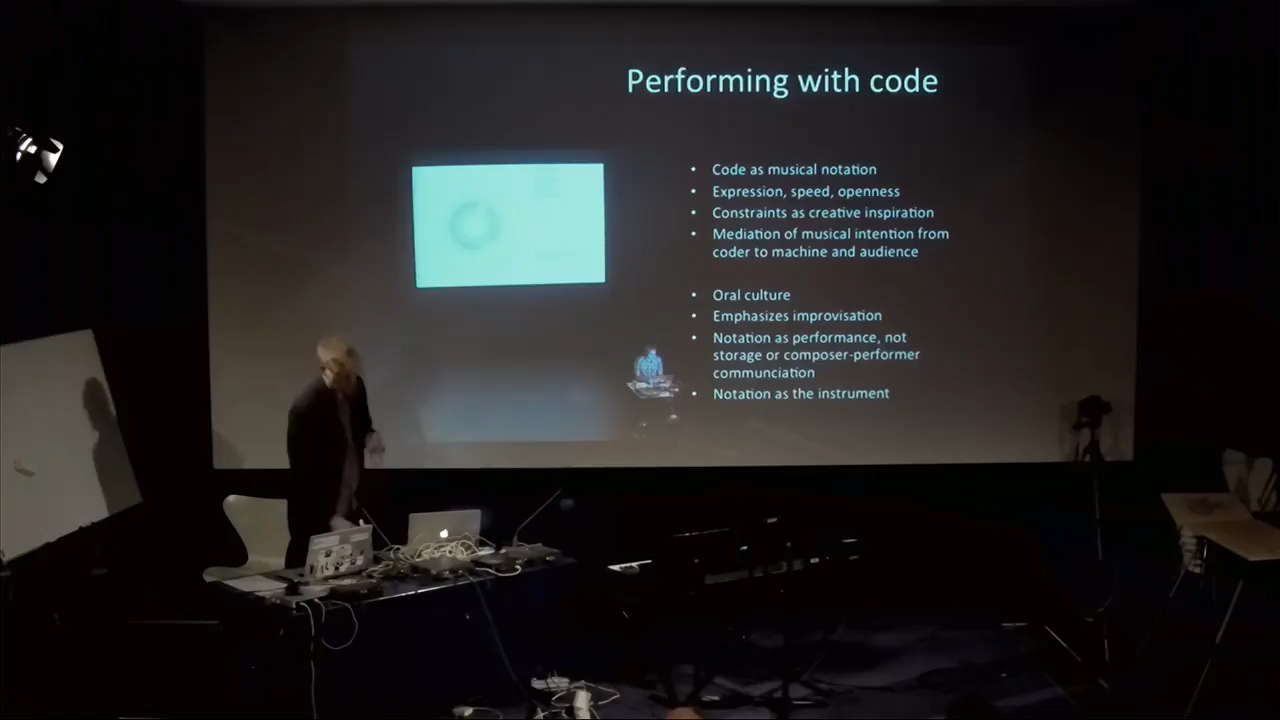 Performing with code
• Code as musical notation
• Expression, speed, openness
• Constraints as creative inspiration
• Mediation of musical intention from
coder to machine and audience
• Oral culture
• Emphasizes improvisation
• Notation as performance, not
storage or composer-performer
communciation
• Notation as the instrument